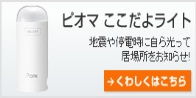 ピオマ ここだよライト
地震や停電時に自ら光って
居場所をお知らせ!
>くわしくはこちら